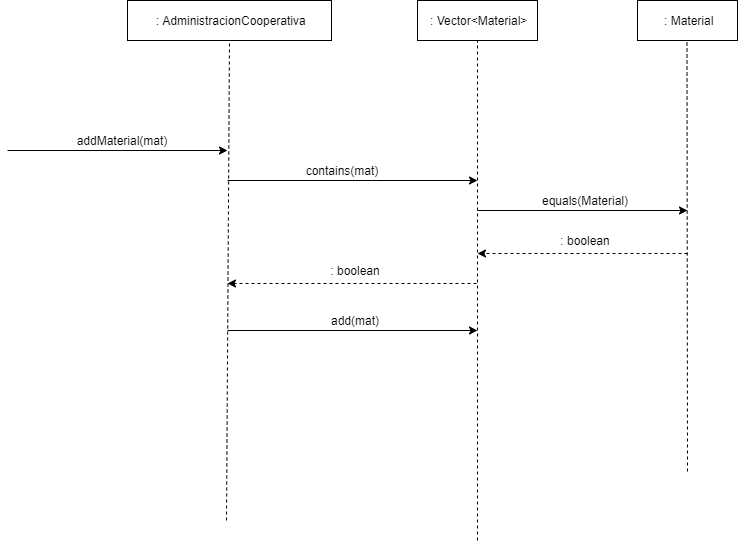 : AdministracionCooperativa
: Vector<Material>
: Material
addMaterial(mat)
contains(mat)
equals(Material)
: boolean
: boolean
add(mat)